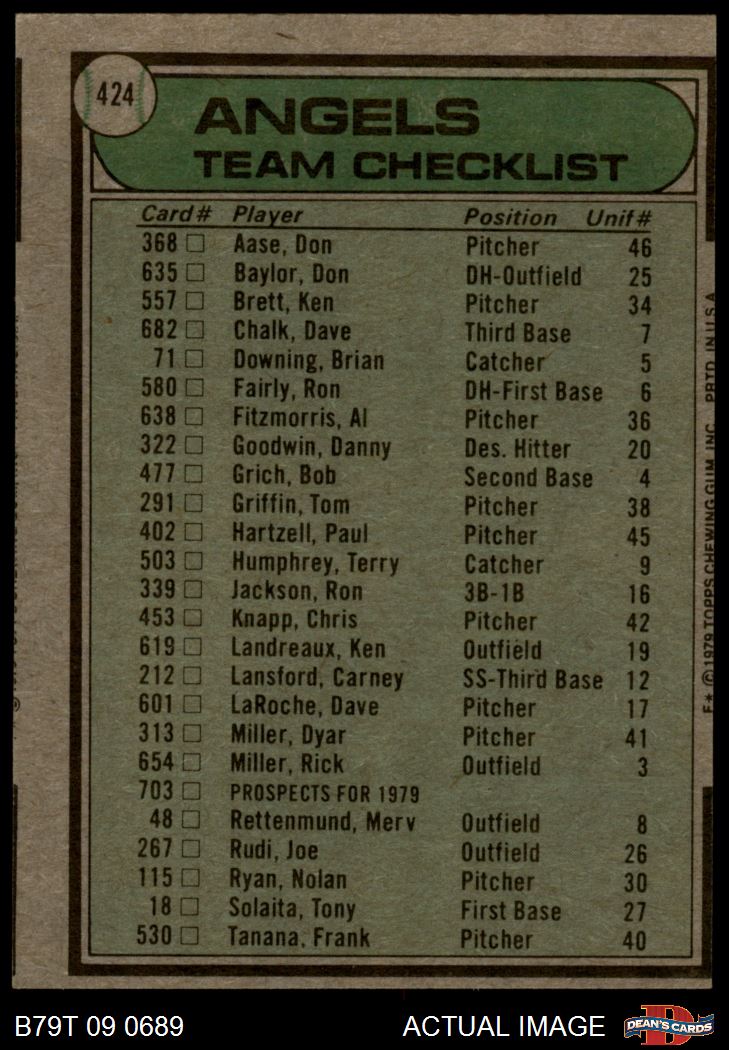 424
ANGELS
TEAM CHECKLIST
Card # Player Position Unif #
368 Aase, Don Pitcher 46
635 Baylor, Don DH-Outfield 25
557 Brett, Ken Pitcher 34
682 Chalk, Dave Third Base 7
71 Downing, Brian Catcher 5
580 Fairly, Ron DH-First Base 6
638 Fitzmorris, Al Pitcher 36
322 Goodwin, Danny Des. Hitter 20
477 Grich, Bob Second Base 4
291 Griffin, Tom Pitcher 38
402 Hartzell, Paul Pitcher 45
503 Humphrey, Terry Catcher 9
339 Jackson, Ron 3B-1B 16
453 Knapp, Chris Pitcher 42
619 Landreaux, Ken Outfield 19
212 Lansford, Carney SS-Third Base 12
601 LaRoche, Dave Pitcher 17
313 Miller, Dyar Pitcher 41
654 Miller, Rick Outfield 3
703 PROSPECTS FOR 1979
48 Rettenmund, Merv Outfield 8
267 Rudi, Joe Outfield 26
115 Ryan, Nolan Pitcher 30
18 Solaita, Tony First Base 27
530 Tanana, Frank Pitcher 40
F* © 1979 TOPPS CHEWING GUM, INC. PRTD. IN U.S.A.
B79T 09 0689 ACTUAL IMAGE DEAN'S CARDS